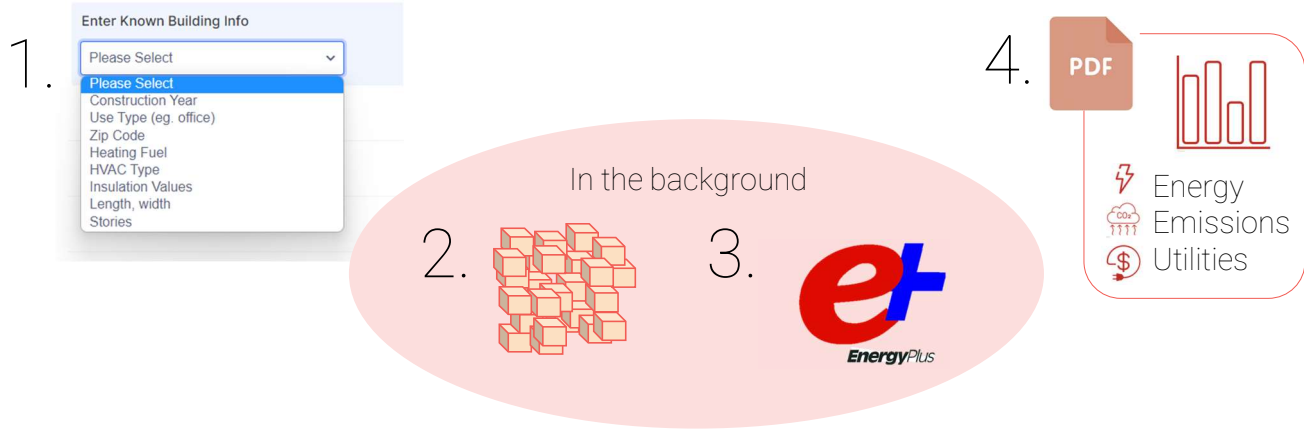 1.
Enter Known Building Info
Please Select
Please Select
Construction Year
Use Type (eg. office)
Zip Code
Heating Fuel
HVAC Type
Insulation Values
Length, width
Stories
In the background
2.
3.
e+
EnergyPlus
4.
PDF
Energy
CO₂
Emissions
$
Utilities